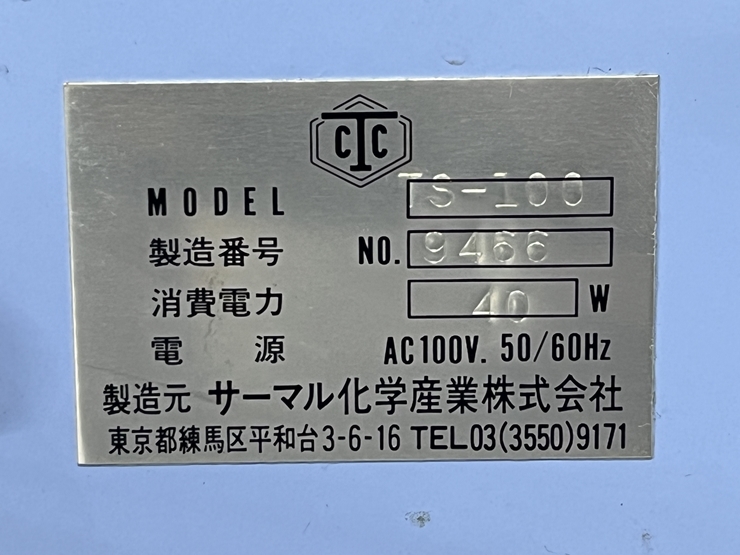 CTC
MODEL TS-100
製造番号 NO. 9466
消費電力 40 W
電源 AC100V. 50/60Hz
製造元 サーマル化学産業株式会社
東京都練馬区平和台3-6-16 TEL03(3550)9171